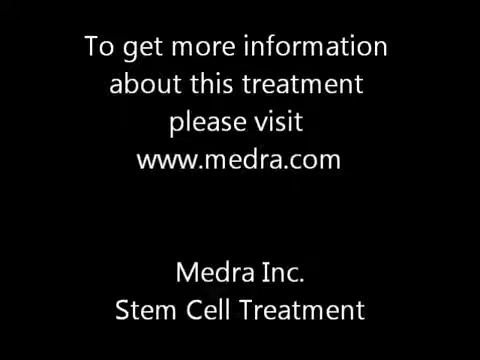 To get more information
about this treatment
please visit
www.medra.com
Medra Inc.
Stem Cell Treatment